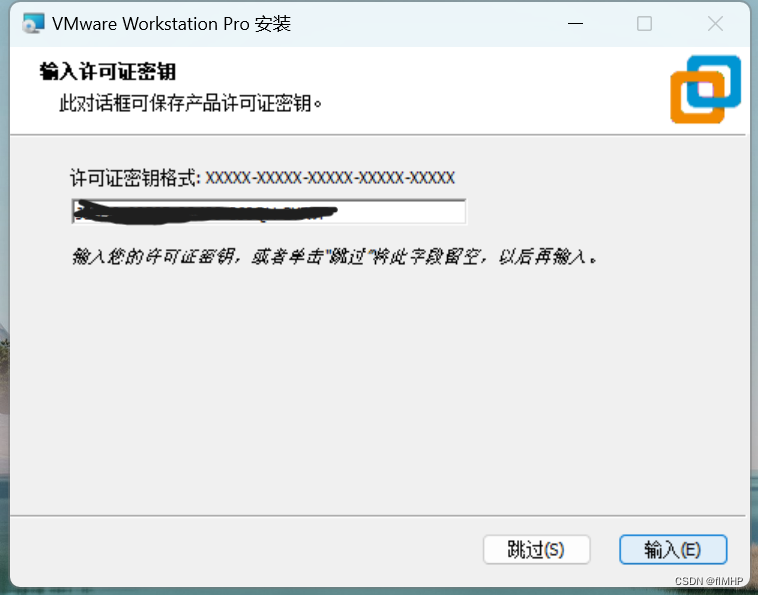 VMware Workstation Pro 安装
输入许可证密钥
此对话框可保存产品许可证密钥。
许可证密钥格式: XXXXX-XXXXX-XXXXX-XXXXX-XXXXX
输入您的许可证密钥，或者单击"跳过"将此字段留空，以后再输入。
跳过(S) 输入(E)
CSDN @flMHP